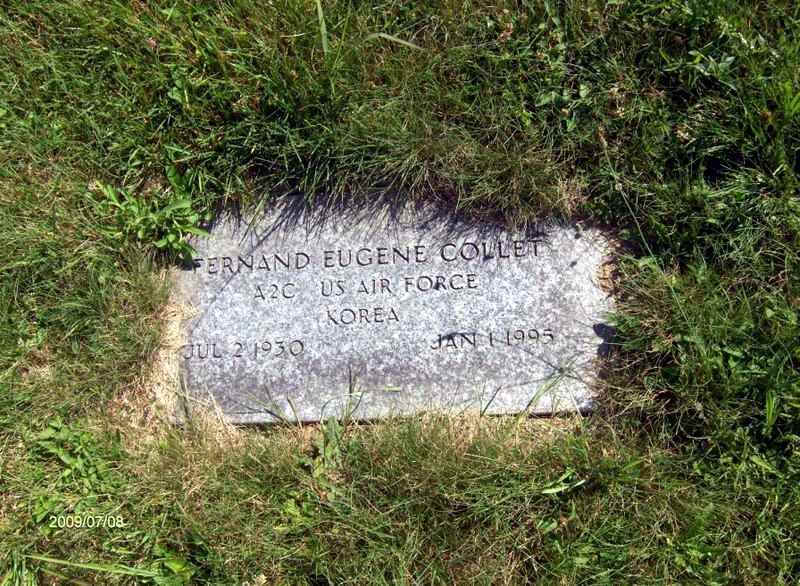 FERNAND EUGENE COLLET
A2C US AIR FORCE
KOREA
JUL 2 1930 JAN 1 1995
2009/07/08